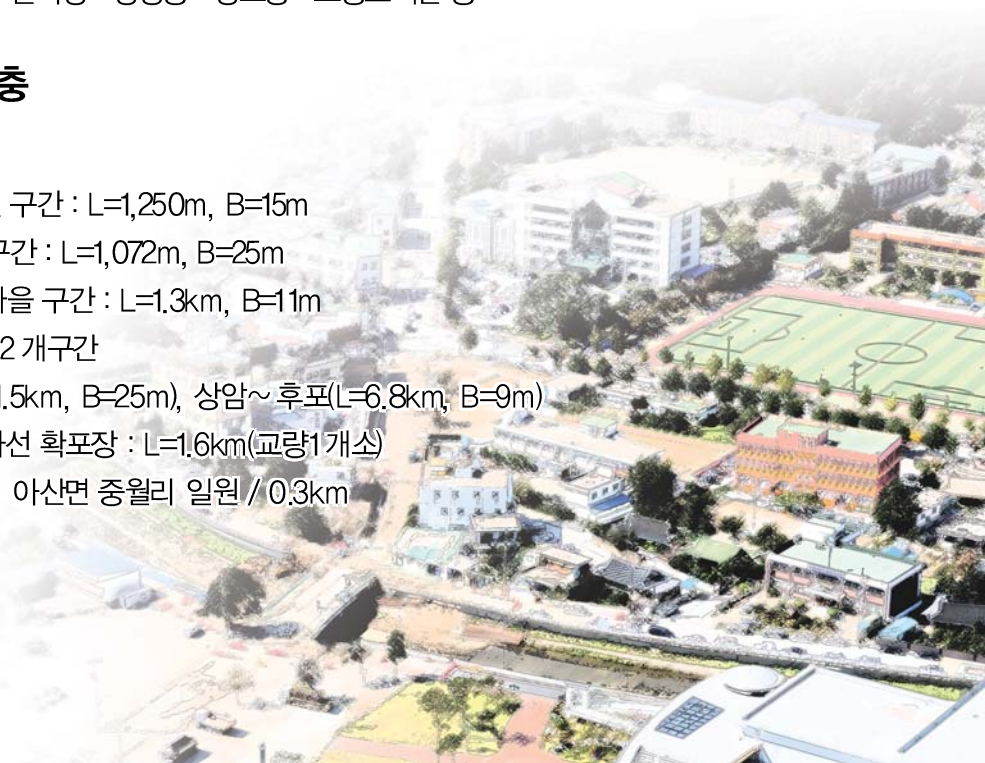 충
구간 : L=1,250m, B=15m
구간 : L=1,072m, B=25m
마을 구간 : L=1.3km, B=11m
2 개구간
.5km, B=25m), 상암~후포(L=6.8km, B=9m)
확포장 : L=1.6km(교량1개소)
아산면 중월리 일원 / 0.3km